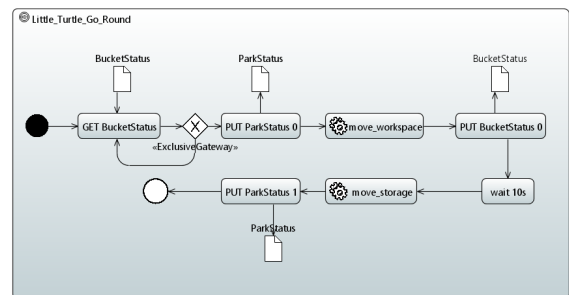 Little_Turtle_Go_Round
BucketStatus
ParkStatus
BucketStatus
GET BucketStatus
X
PUT ParkStatus 0
move_workspace
PUT BucketStatus 0
«ExclusiveGateway»
PUT ParkStatus 1
move_storage
wait 10s
ParkStatus